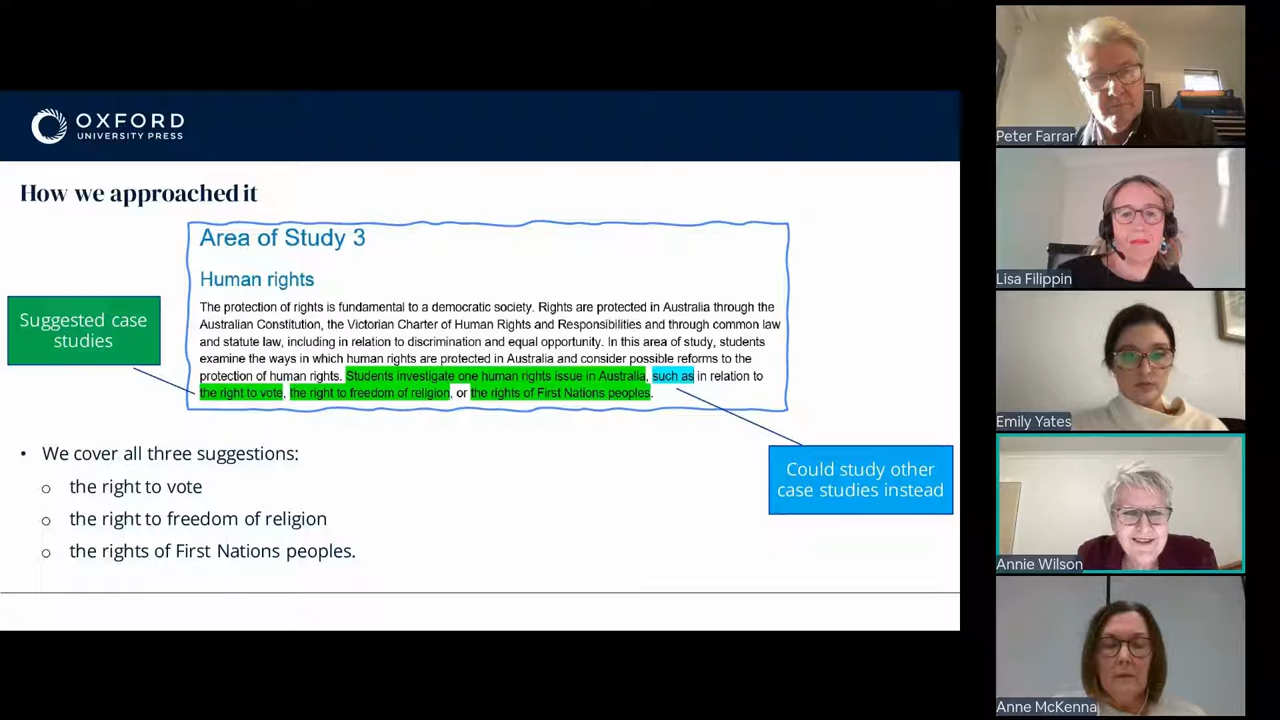 OXFORD
UNIVERSITY PRESS
How we approached it
Area of Study 3
Human rights
The protection of rights is fundamental to a democratic society. Rights are protected in Australia through the
Australian Constitution, the Victorian Charter of Human Rights and Responsibilities and through common law
and statute law, including in relation to discrimination and equal opportunity. In this area of study, students
examine the ways in which human rights are protected in Australia and consider possible reforms to the
protection of human rights. Students investigate one human rights issue in Australia, such as in relation to
the right to vote, the right to freedom of religion, or the rights of First Nations peoples.
Suggested case
studies
Could study other
case studies instead
• We cover all three suggestions:
o the right to vote
o the right to freedom of religion
o the rights of First Nations peoples.
Peter Farrar
Lisa Filippin
Emily Yates
Annie Wilson
Anne McKenna